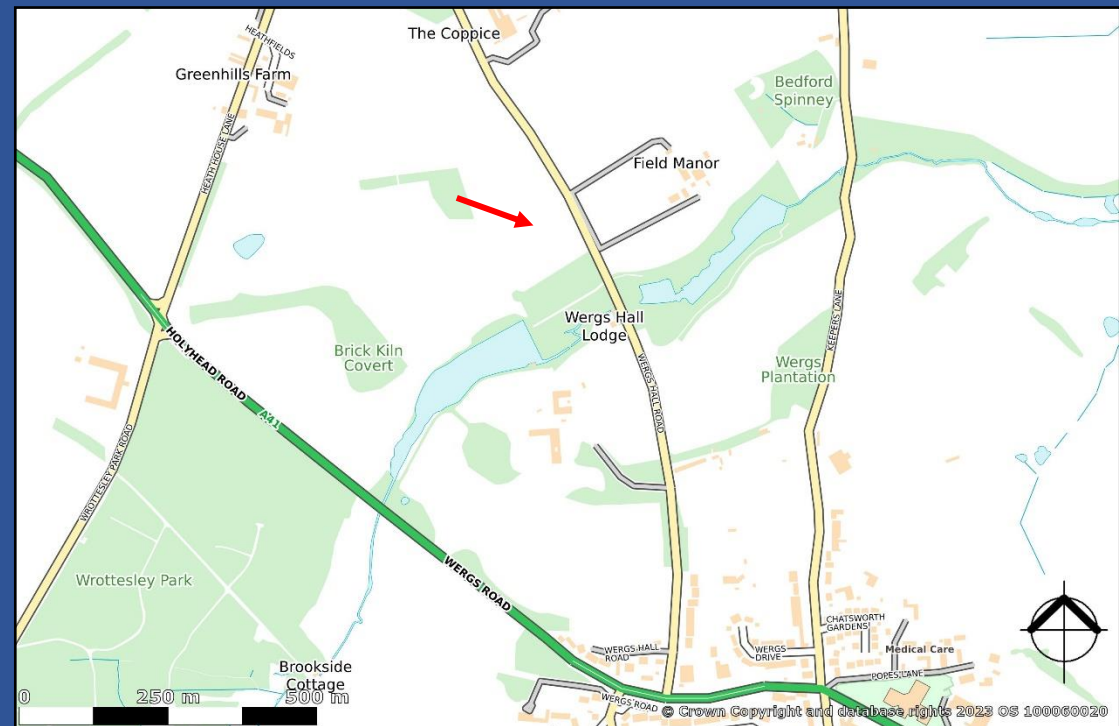 The Coppice
HEATHFIELDS
Greenhills Farm
Bedford
Spinney
HEATH HOUSE LANE
Field Manor
Wergs Hall
Lodge
Brick Kiln
Covert
HOLYHEAD ROAD
A41
WERGS HALL ROAD
KEEPERS LANE
Wergs
Plantation
WROTTESLEY PARK ROAD
Wrottesley Park
WERGS ROAD
CHATSWORTH
GARDENS
WERGS HALL
ROAD
WERGS
DRIVE
Medical Care
Brookside
Cottage
POPES LANE
WERGS ROAD
0 250 m 500 m
© Crown Copyright and database rights 2023 OS 100060020